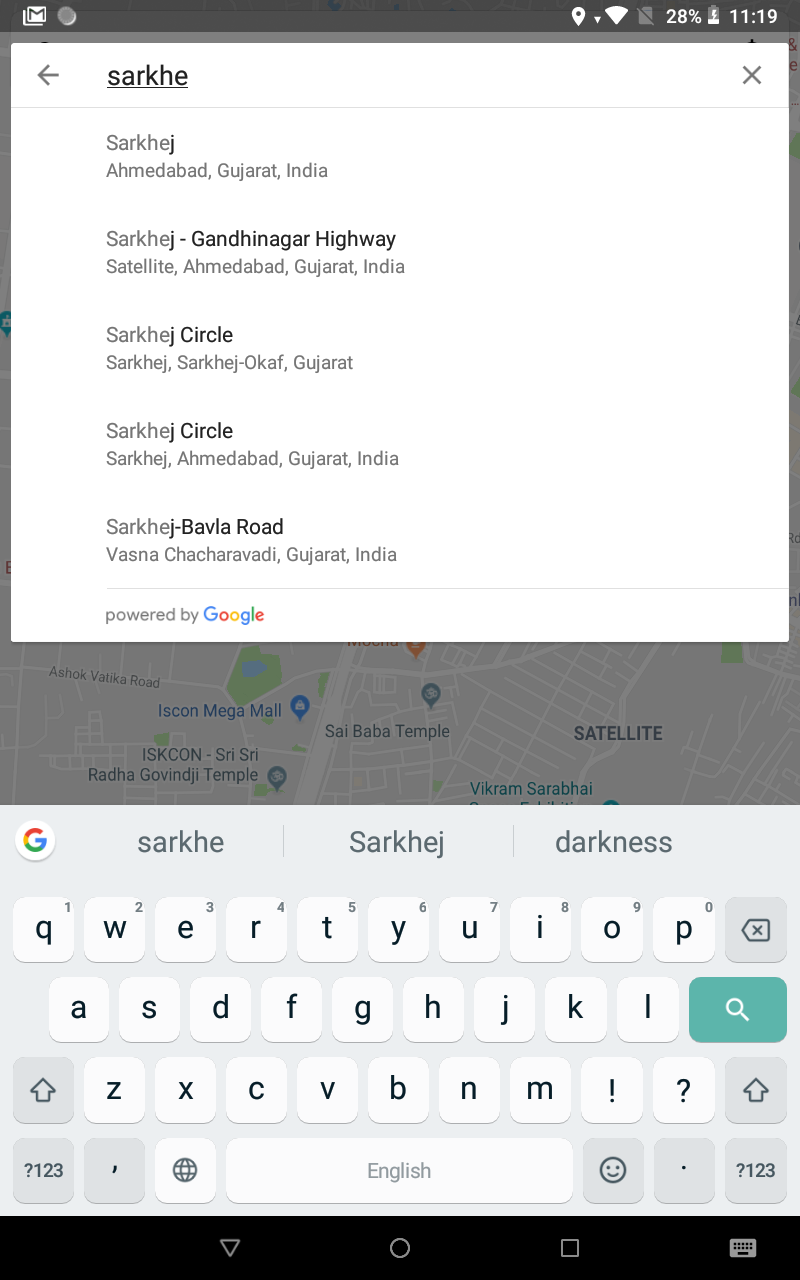 28% 11:19
sarkhe
Sarkhej
Ahmedabad, Gujarat, India
Sarkhej - Gandhinagar Highway
Satellite, Ahmedabad, Gujarat, India
Sarkhej Circle
Sarkhej, Sarkhej-Okaf, Gujarat
Sarkhej Circle
Sarkhej, Ahmedabad, Gujarat, India
Sarkhej-Bavla Road
Vasna Chacharavadi, Gujarat, India
powered by Google
Mocha
Ashok Vatika Road
Iscon Mega Mall
Sai Baba Temple
SATELLITE
ISKCON - Sri Sri
Radha Govindji Temple
Vikram Sarabhai
G sarkhe Sarkhej darkness
q 1 w 2 e 3 r 4 t 5 y 6 u 7 i 8 o 9 p 0
a s d f g h j k l
z x c v b n m ! ?
?123 , English . ?123